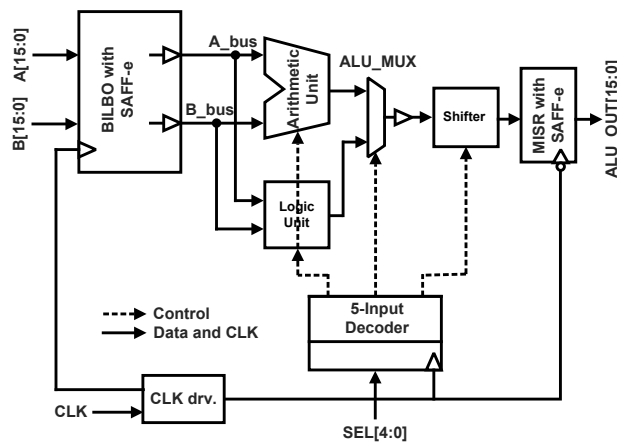 A[15:0]
B[15:0]
BILBO with
SAFF-e
A_bus
B_bus
Arithmetic
Unit
ALU_MUX
Logic
Unit
Shifter
MISR with
SAFF-e
ALU_OUT[15:0]
Control
Data and CLK
5-Input
Decoder
CLK
CLK drv.
SEL[4:0]